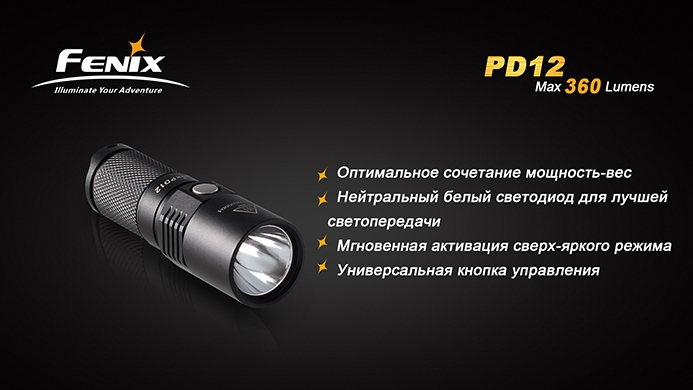 FENIX
Illuminate Your Adventure
PD12
Max 360 Lumens
Оптимальное сочетание мощность-вес
Нейтральный белый светодиод для лучшей
светопередачи
Мгновенная активация сверх-яркого режима
Универсальная кнопка управления
PD12